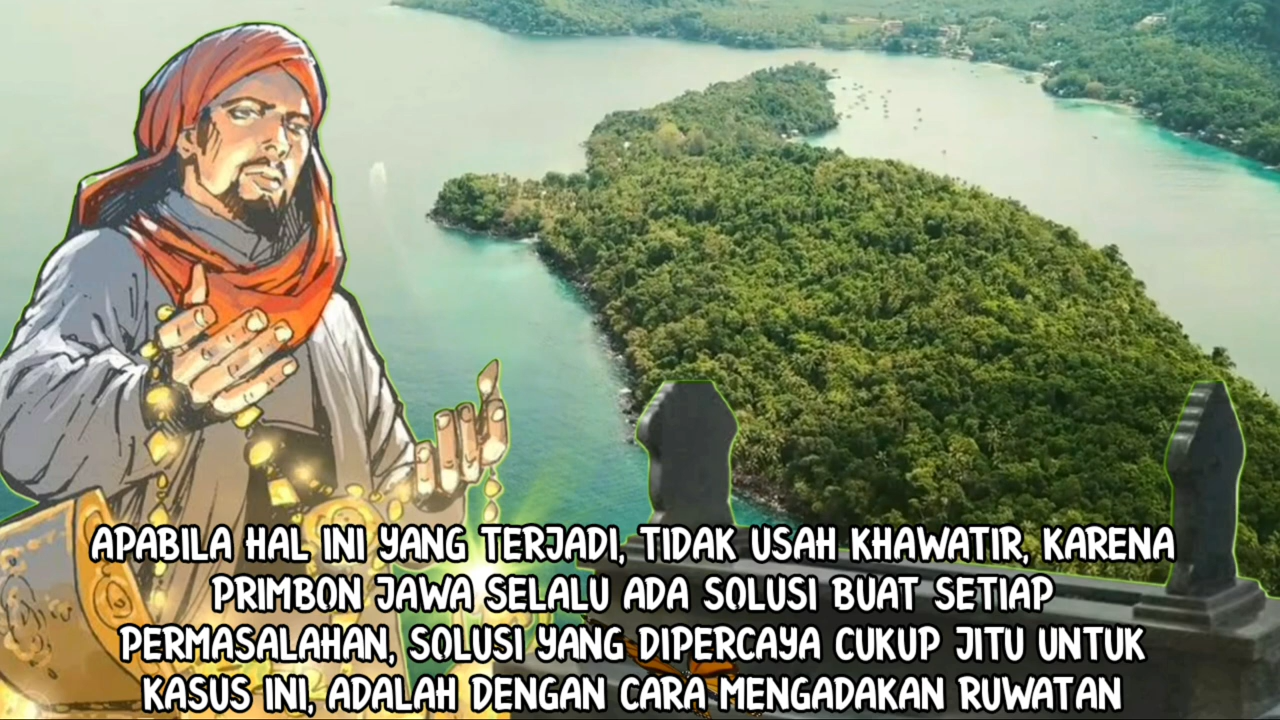 APABILA HAL INI YANG TERJADI, TIDAK USAH KHAWATIR, KARENA
PRIMBON JAWA SELALU ADA SOLUSI BUAT SETIAP
PERMASALAHAN, SOLUSI YANG DIPERCAYA CUKUP JITU UNTUK
KASUS INI, ADALAH DENGAN CARA MENGADAKAN RUWATAN